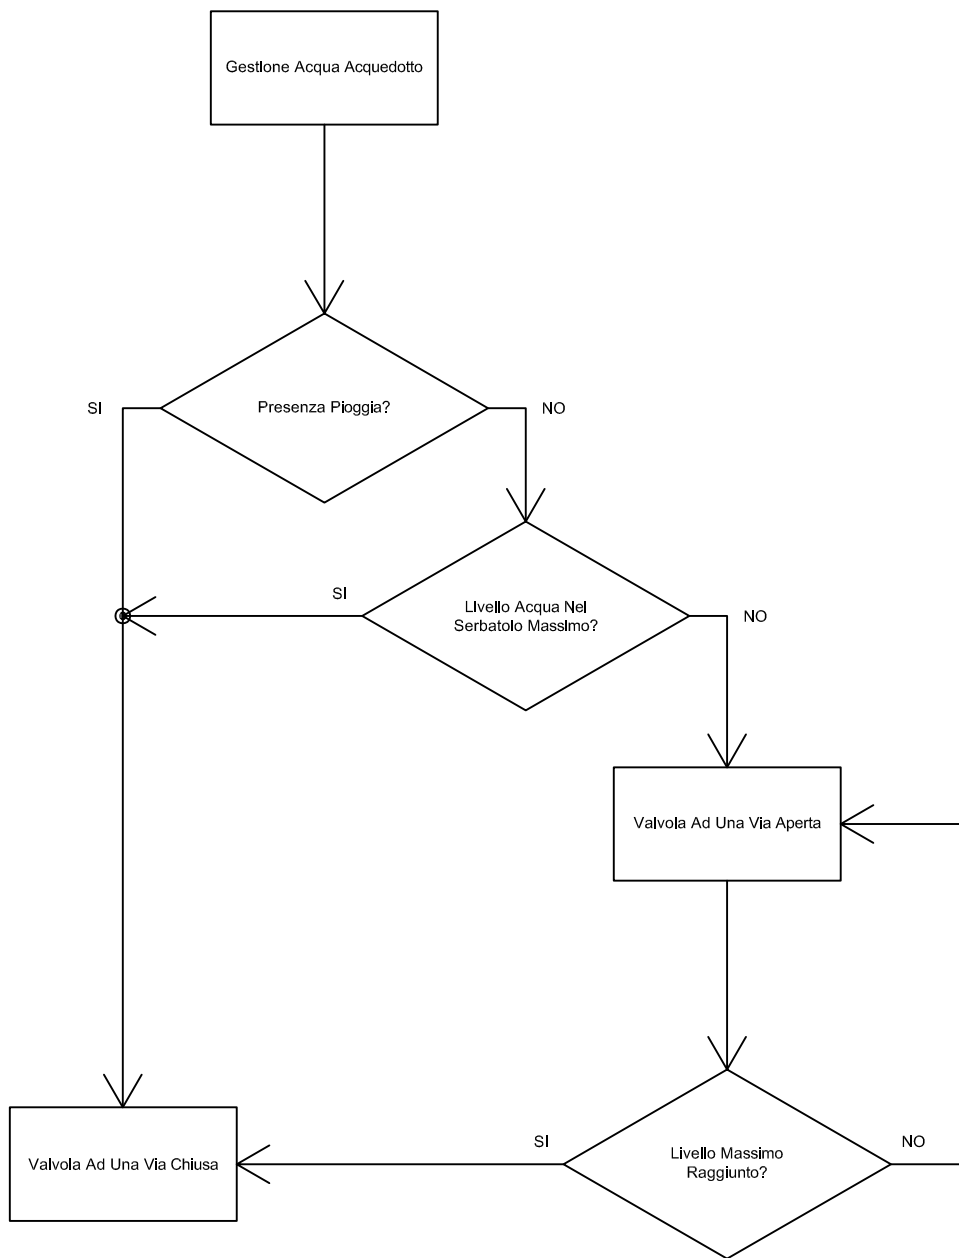 Gestione Acqua Acquedotto
Presenza Pioggia?
SI
NO
SI
Livello Acqua Nel
Serbatoio Massimo?
NO
Valvola Ad Una Via Aperta
Valvola Ad Una Via Chiusa
SI
Livello Massimo
Raggiunto?
NO